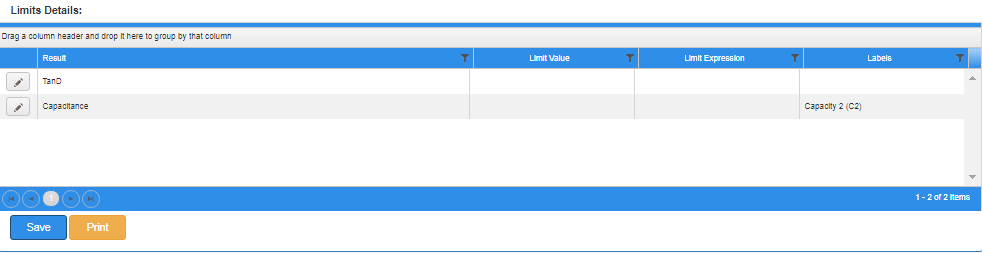 Limits Details:
Drag a column header and drop it here to group by that column
Result Limit Value Limit Expression Labels
TanD
Capacitance Capacity 2 (C2)
1 1 - 2 of 2 items
Save Print